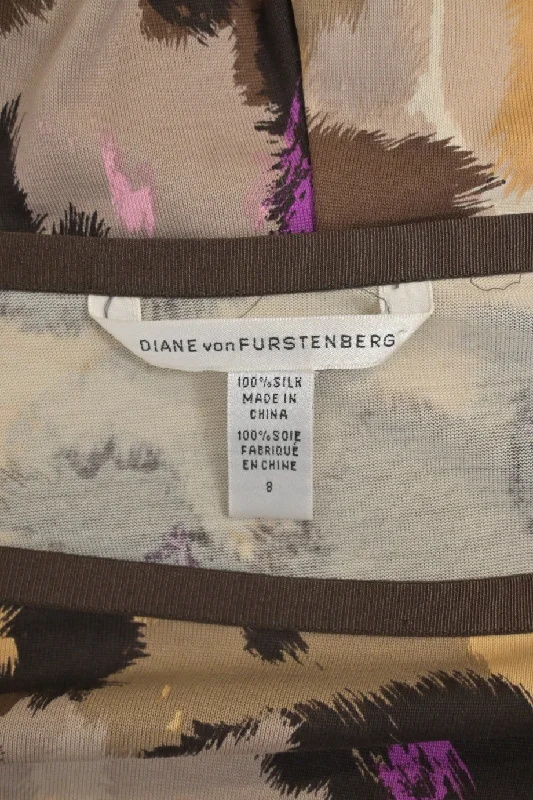 DIANE von FURSTENBERG
100% SILK
MADE IN
CHINA
100% SOIE
FABRIQUÉ
EN CHINE
8